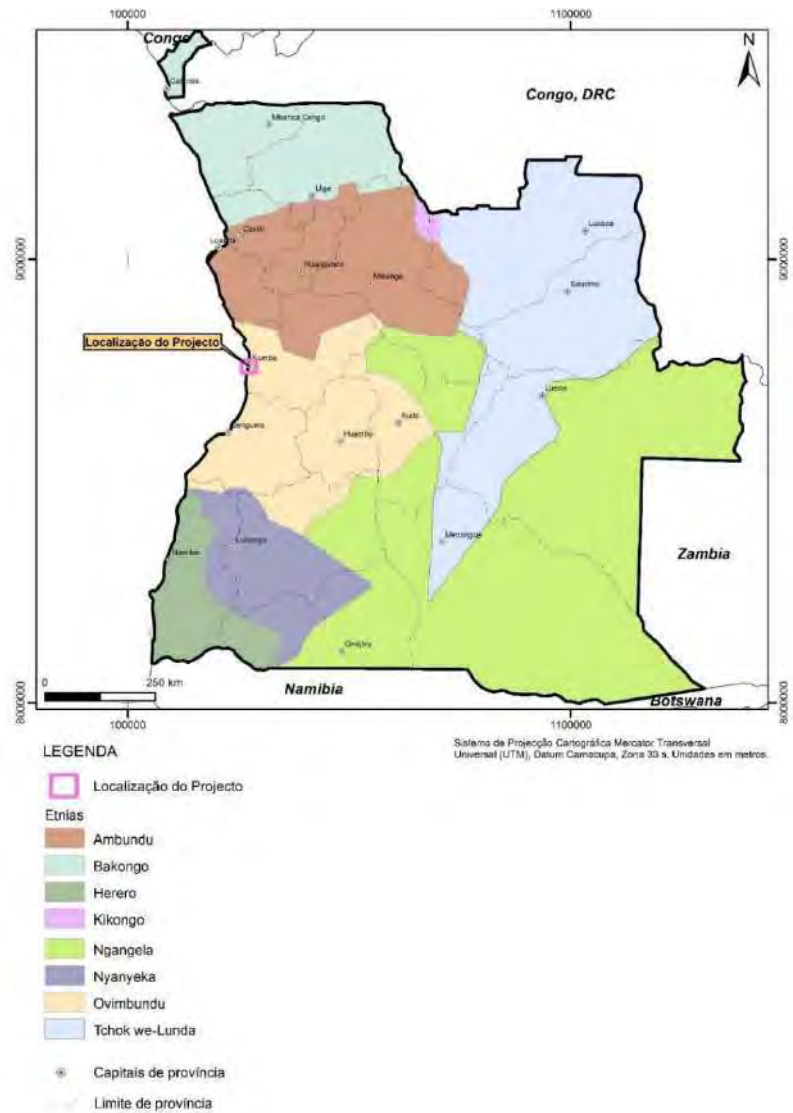 100000
1100000
Congo
N
Cabinda
Congo, DRC
Mbanza Congo
Uige
Caxito
Luanda
Lucapa
9000000
9000000
Ndalatando
Malange
Saurimo
Localização do Projecto
Sumbe
Luena
Kuito
Benguela
Huambo
Menongue
Lubango
Namibe
Zambia
Ondjiva
0
250 km
Namibia
Botswana
8000000
8000000
100000
1100000
LEGENDA
Sistema de Projecção Cartográfica Mercator Transversal
Universal (UTM), Datum Camacupa, Zona 33 s. Unidades em metros.
Localização do Projecto
Etnias
Ambundu
Bakongo
Herero
Kikongo
Ngangela
Nyanyeka
Ovimbundu
Tchok we-Lunda
Capitais de província
Limite de província